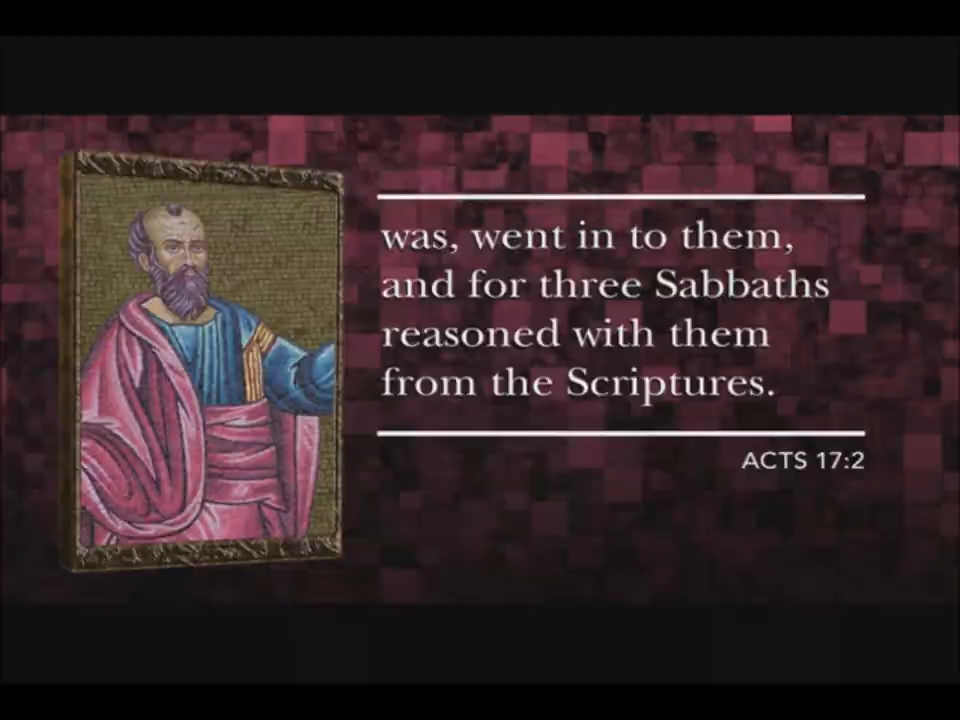 was, went in to them,
and for three Sabbaths
reasoned with them
from the Scriptures.
ACTS 17:2